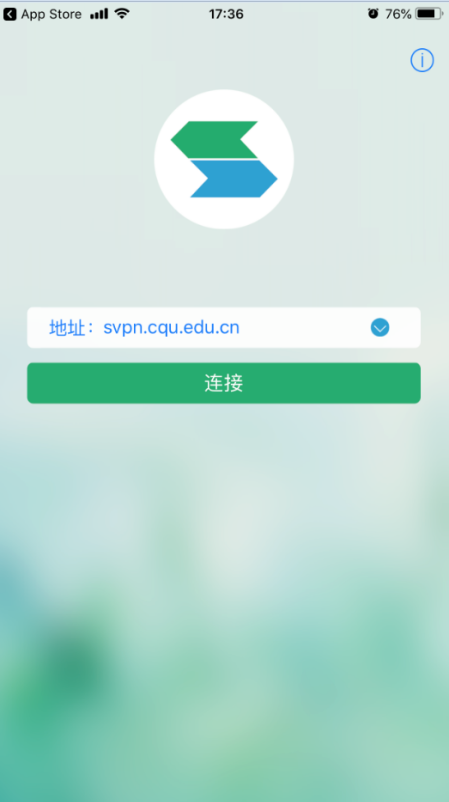 App Store
17:36
76%
地址：svpn.cqu.edu.cn
连接